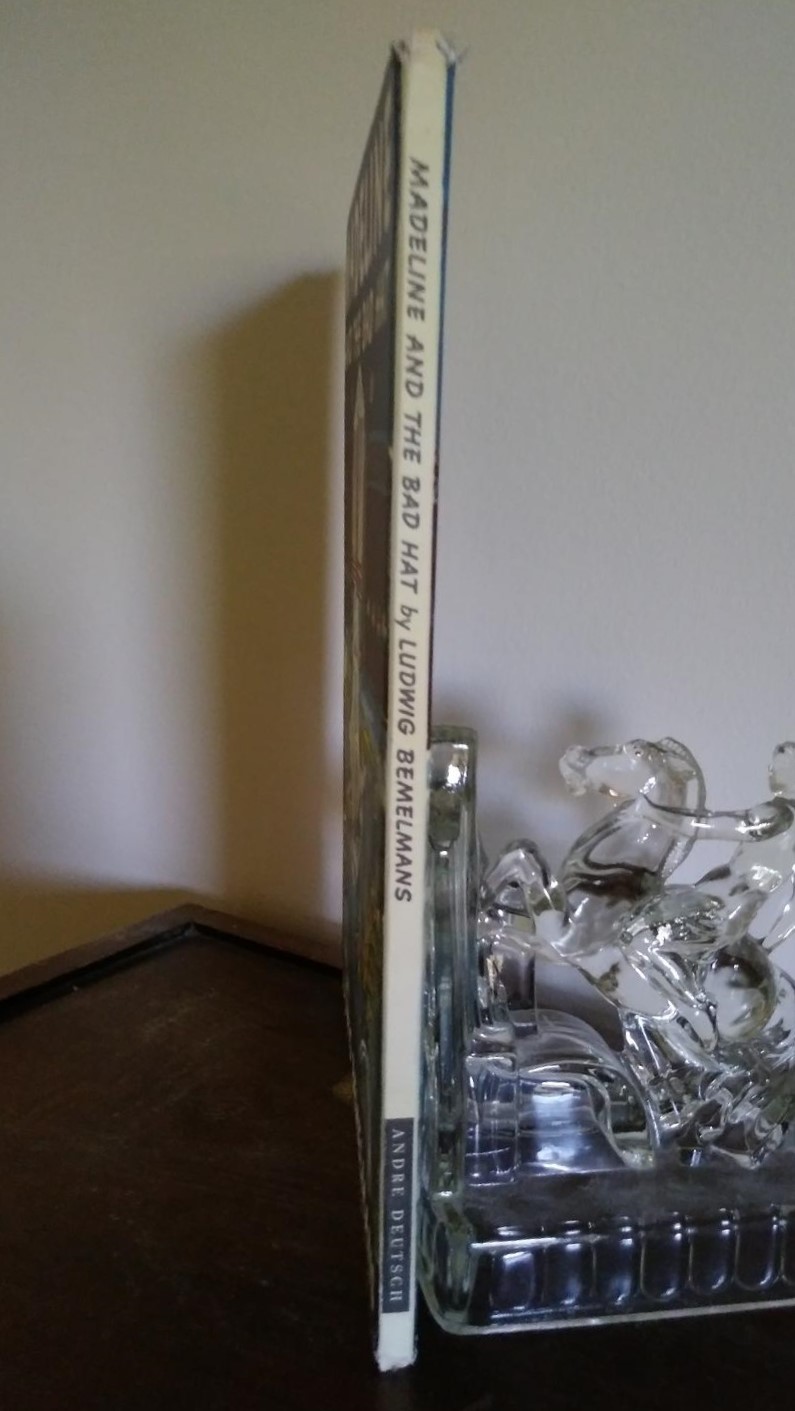 MADELINE AND THE BAD HAT by LUDWIG BEMELMANS
ANDRE DEUTSCH